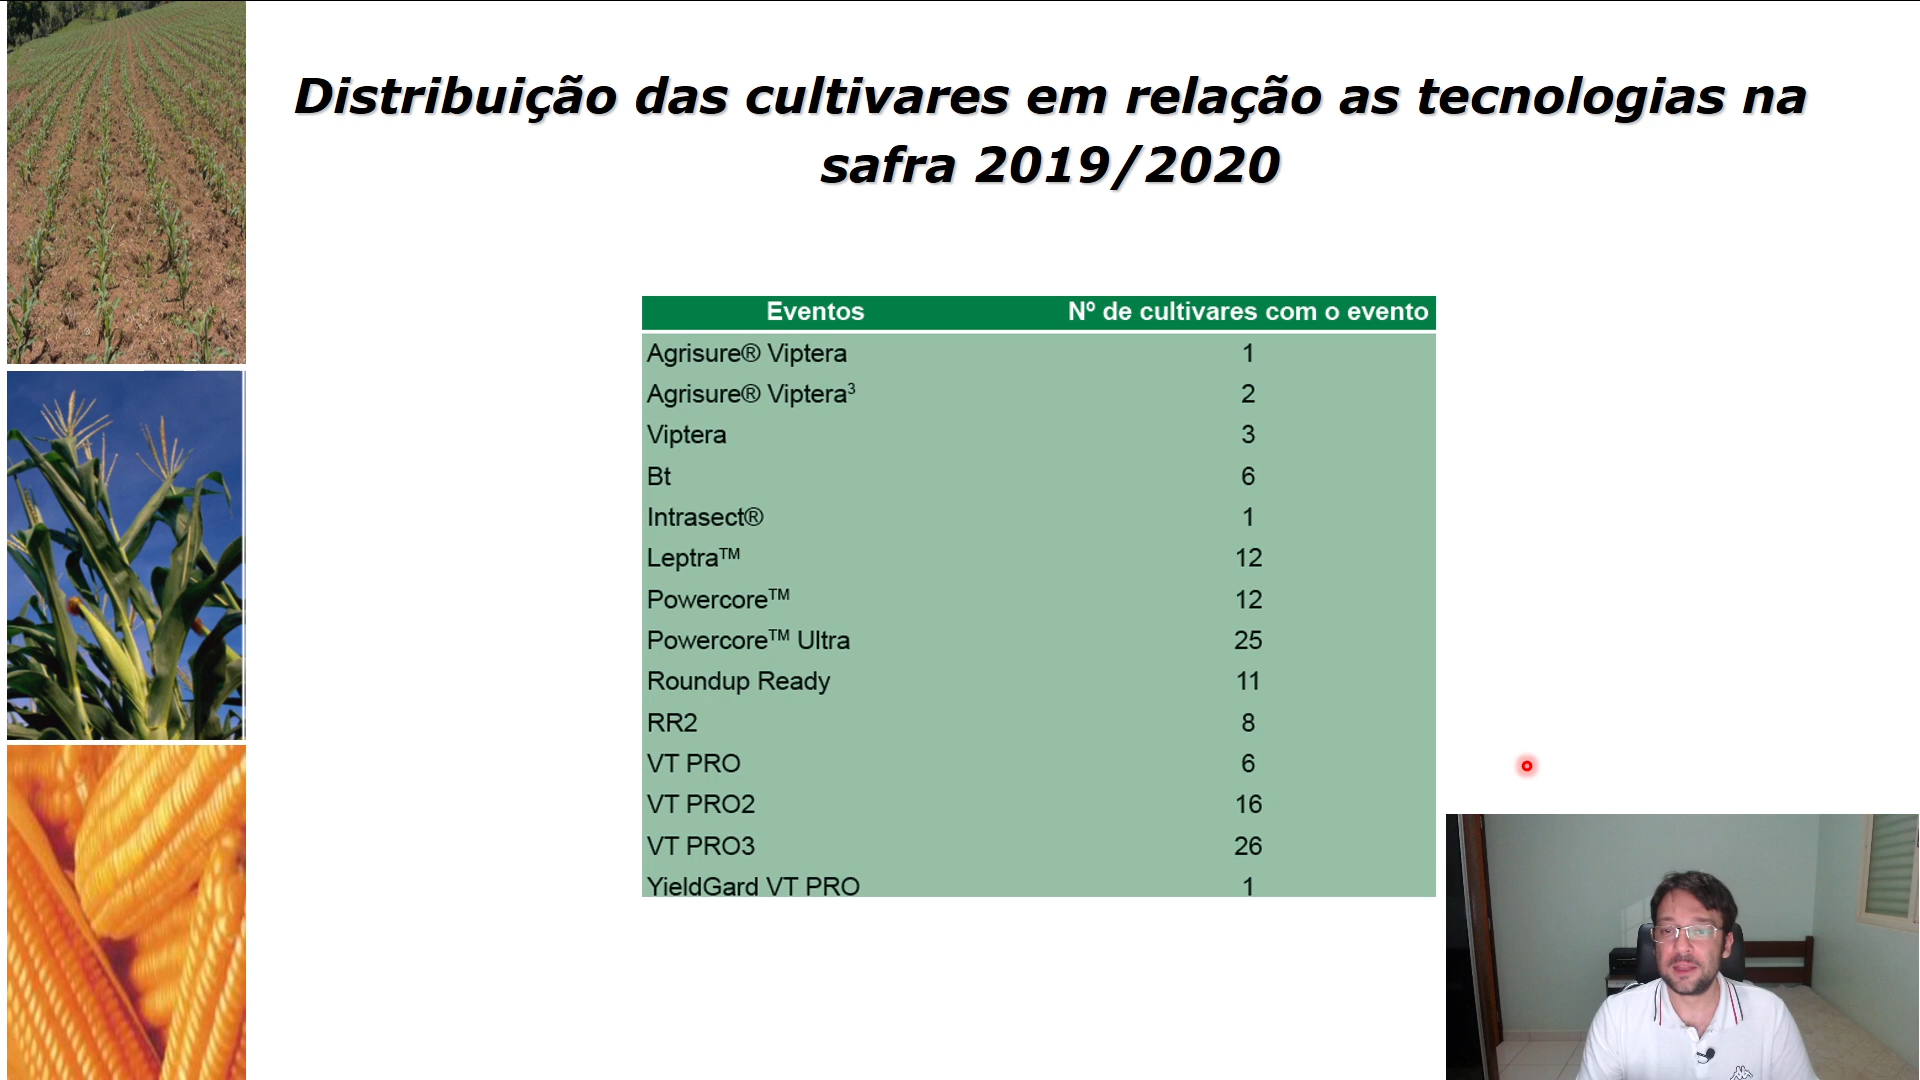 Distribuição das cultivares em relação as tecnologias na
safra 2019/2020
Eventos Nº de cultivares com o evento
Agrisure® Viptera 1
Agrisure® Viptera³ 2
Viptera 3
Bt 6
Intrasect® 1
Leptra™ 12
Powercore™ 12
Powercore™ Ultra 25
Roundup Ready 11
RR2 8
VT PRO 6
VT PRO2 16
VT PRO3 26
YieldGard VT PRO 1